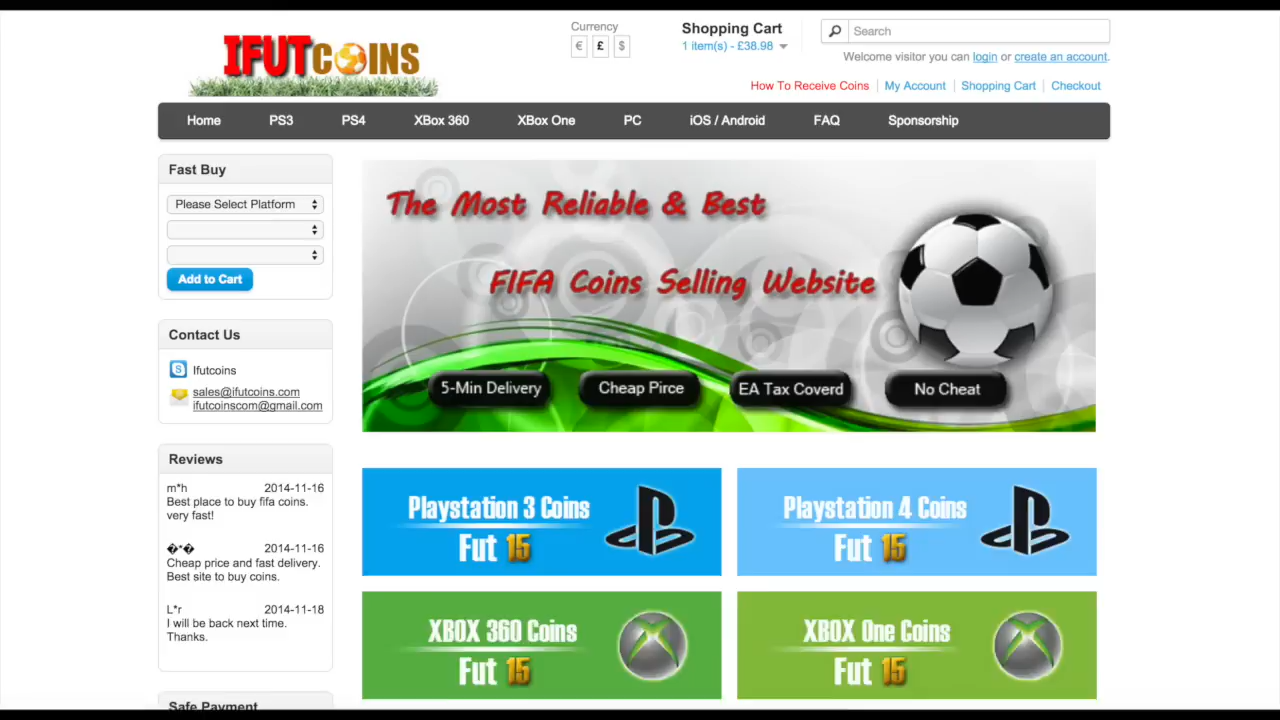 IFUTCOINS
Currency
€ £ $
Shopping Cart
1 item(s) - £38.98
Search
Welcome visitor you can login or create an account.
How To Receive Coins My Account Shopping Cart Checkout
Home PS3 PS4 XBox 360 XBox One PC iOS / Android FAQ Sponsorship
Fast Buy
Please Select Platform
Add to Cart
Contact Us
Ifutcoins
sales@ifutcoins.com
ifutcoinscom@gmail.com
Reviews
m*h 2014-11-16
Best place to buy fifa coins.
very fast!
�*� 2014-11-16
Cheap price and fast delivery.
Best site to buy coins.
L*r 2014-11-18
I will be back next time.
Thanks.
Safe Payment
The Most Reliable & Best
FIFA Coins Selling Website
5-Min Delivery Cheap Pirce EA Tax Coverd No Cheat
Playstation 3 Coins
Fut 15
Playstation 4 Coins
Fut 15
XBOX 360 Coins
Fut 15
XBOX One Coins
Fut 15